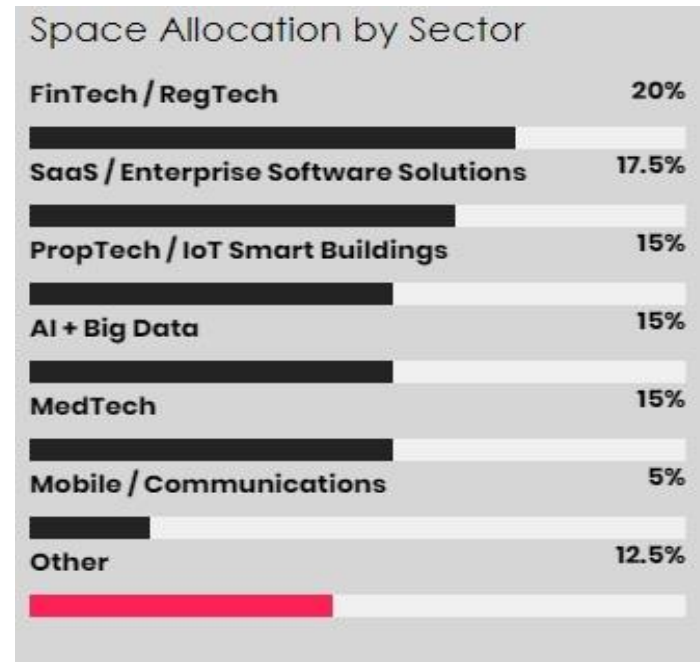 Space Allocation by Sector
FinTech / RegTech 20%
SaaS / Enterprise Software Solutions 17.5%
PropTech / IoT Smart Buildings 15%
AI + Big Data 15%
MedTech 15%
Mobile / Communications 5%
Other 12.5%